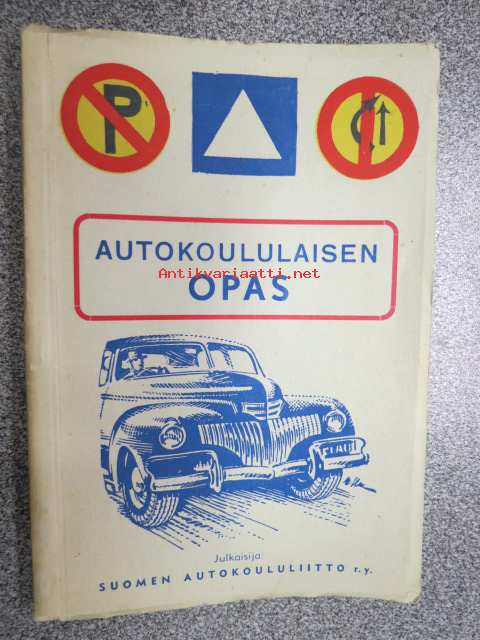 P
AUTOKOULULAISEN
Antikvariaatti.net
OPAS
Julkaisija:
SUOMEN AUTOKOULULIITTO r.y.